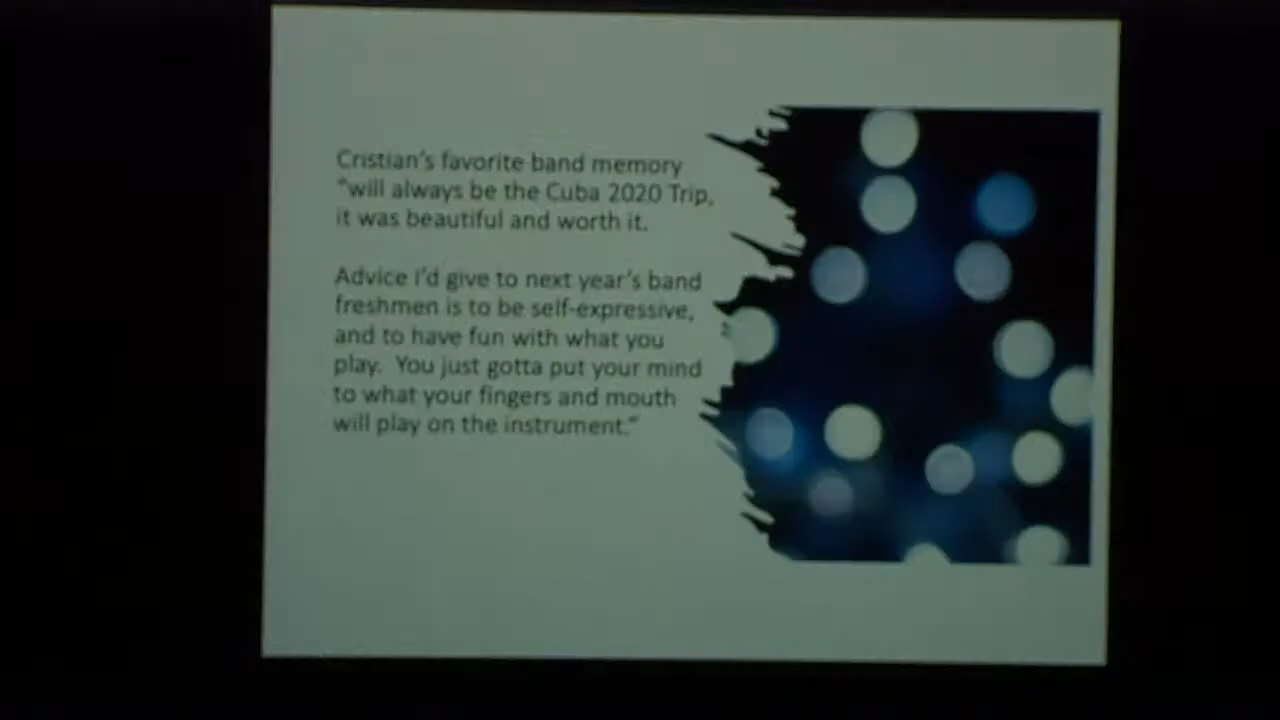 Cristian's favorite band memory
"will always be the Cuba 2020 Trip,
it was beautiful and worth it.
Advice I'd give to next year's band
freshmen is to be self-expressive,
and to have fun with what you
play.  You just gotta put your mind
to what your fingers and mouth
will play on the instrument."